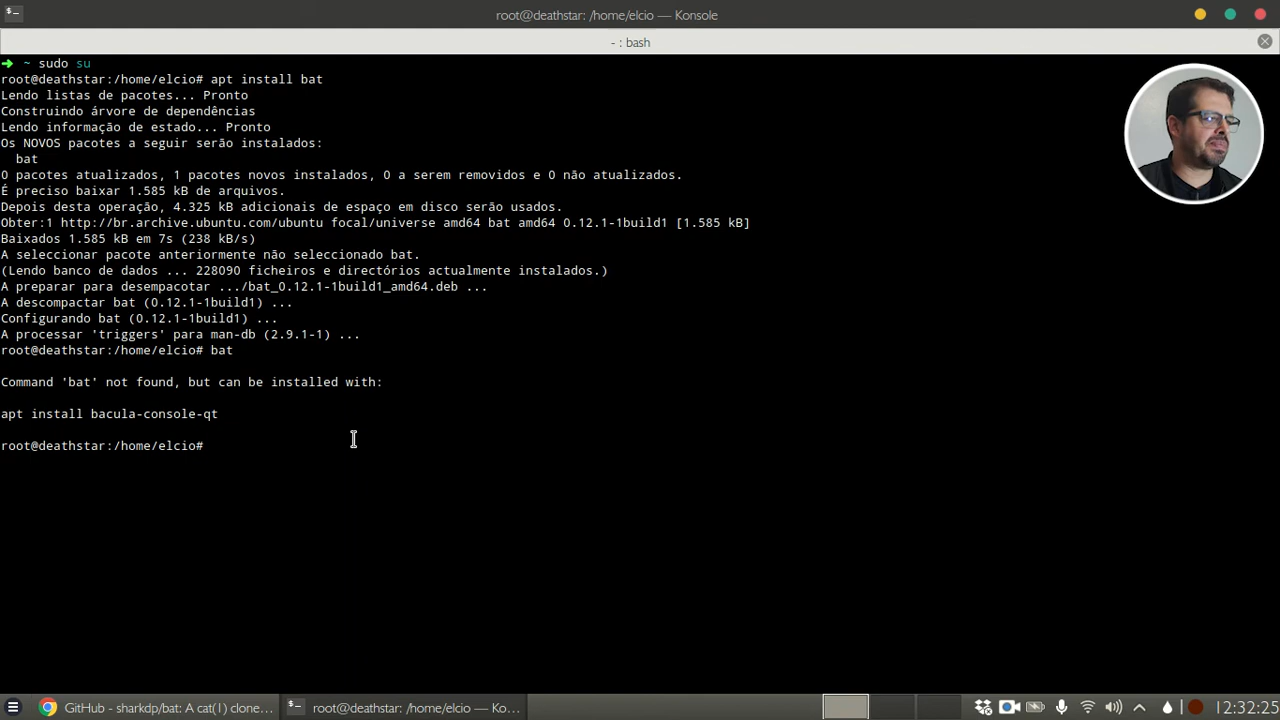 root@deathstar: /home/elcio — Konsole
- : bash
➜ ~ sudo su
root@deathstar:/home/elcio# apt install bat
Lendo listas de pacotes... Pronto
Construindo árvore de dependências
Lendo informação de estado... Pronto
Os NOVOS pacotes a seguir serão instalados:
bat
0 pacotes atualizados, 1 pacotes novos instalados, 0 a serem removidos e 0 não atualizados.
É preciso baixar 1.585 kB de arquivos.
Depois desta operação, 4.325 kB adicionais de espaço em disco serão usados.
Obter:1 http://br.archive.ubuntu.com/ubuntu focal/universe amd64 bat amd64 0.12.1-1build1 [1.585 kB]
Baixados 1.585 kB em 7s (238 kB/s)
A seleccionar pacote anteriormente não seleccionado bat.
(Lendo banco de dados ... 228090 ficheiros e directórios actualmente instalados.)
A preparar para desempacotar .../bat_0.12.1-1build1_amd64.deb ...
A descompactar bat (0.12.1-1build1) ...
Configurando bat (0.12.1-1build1) ...
A processar 'triggers' para man-db (2.9.1-1) ...
root@deathstar:/home/elcio# bat
Command 'bat' not found, but can be installed with:
apt install bacula-console-qt
root@deathstar:/home/elcio#
GitHub - sharkdp/bat: A cat(1) clone...
root@deathstar: /home/elcio — Ko...
12:32:25